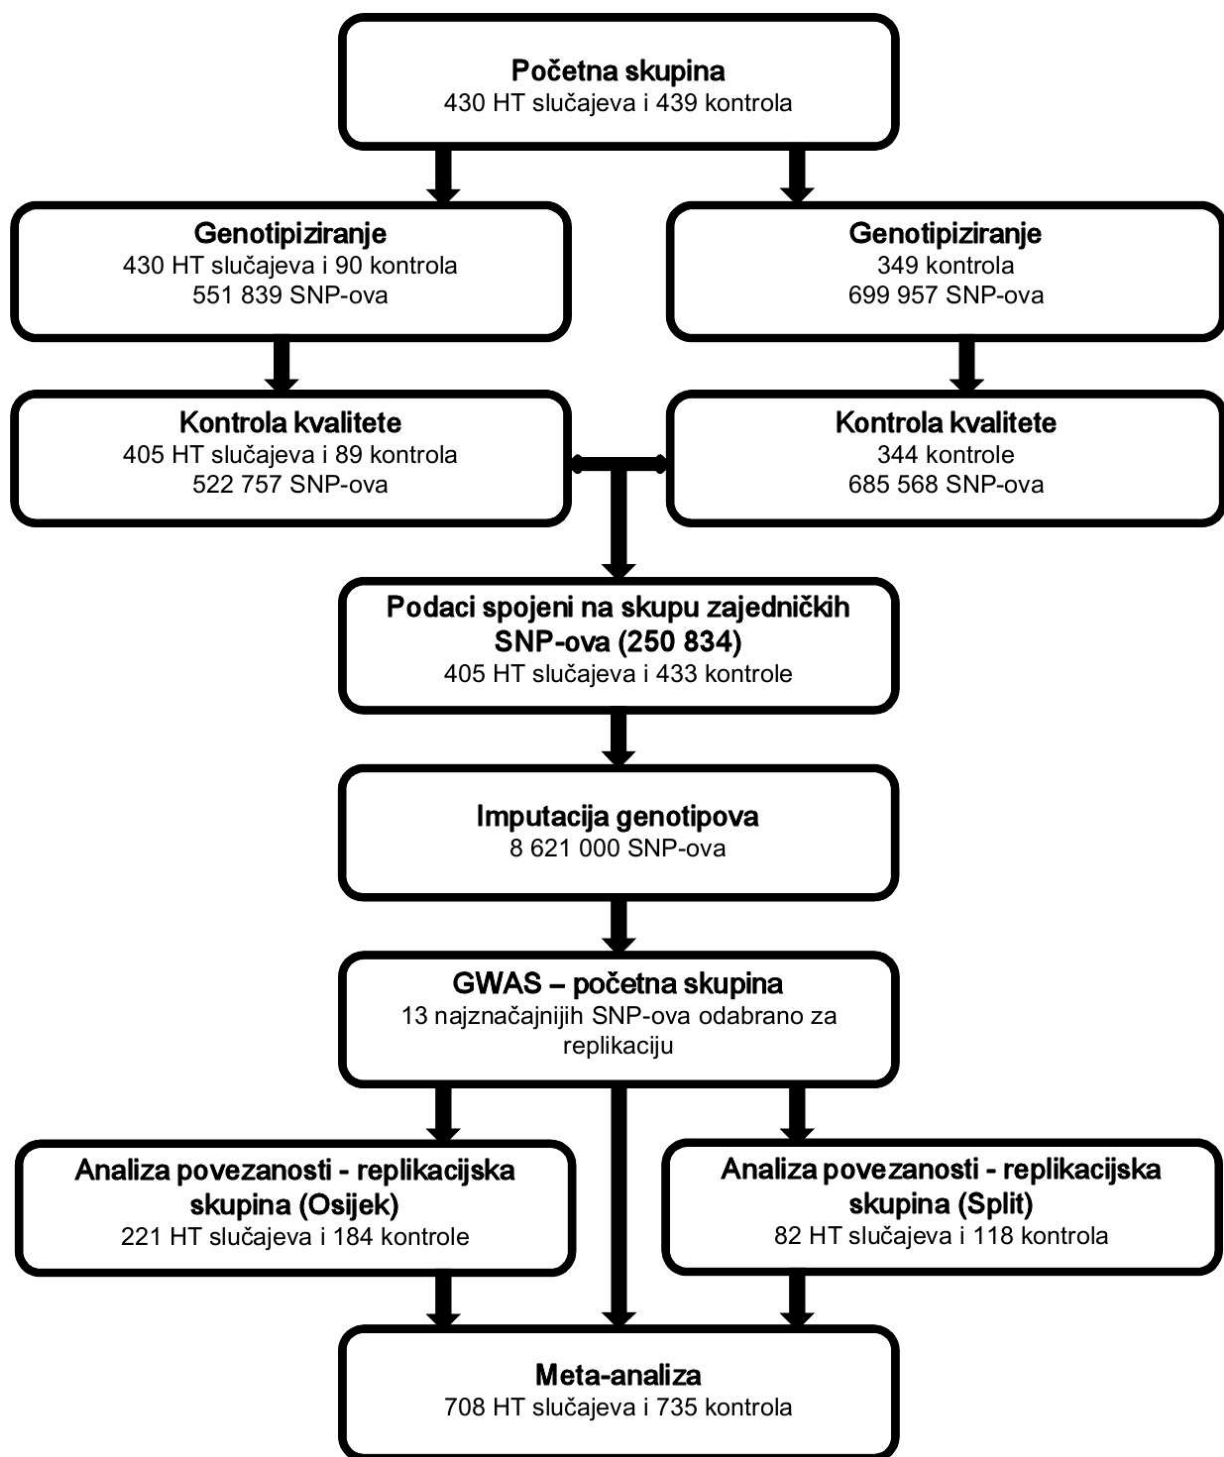 Početna skupina
430 HT slučajeva i 439 kontrola
Genotipiziranje
430 HT slučajeva i 90 kontrola
551 839 SNP-ova
Genotipiziranje
349 kontrola
699 957 SNP-ova
Kontrola kvalitete
405 HT slučajeva i 89 kontrola
522 757 SNP-ova
Kontrola kvalitete
344 kontrole
685 568 SNP-ova
Podaci spojeni na skupu zajedničkih
SNP-ova (250 834)
405 HT slučajeva i 433 kontrole
Imputacija genotipova
8 621 000 SNP-ova
GWAS – početna skupina
13 najznačajnijih SNP-ova odabrano za
replikaciju
Analiza povezanosti - replikacijska
skupina (Osijek)
221 HT slučajeva i 184 kontrole
Analiza povezanosti - replikacijska
skupina (Split)
82 HT slučajeva i 118 kontrola
Meta-analiza
708 HT slučajeva i 735 kontrola